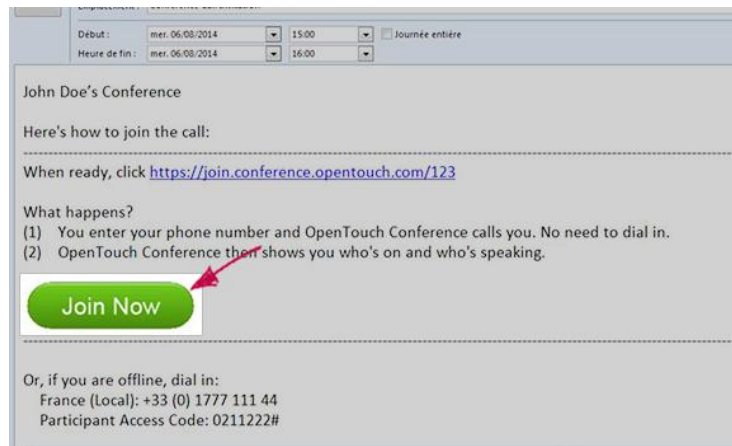 Début : mer. 06/08/2014 15:00 Journée entière
Heure de fin : mer. 06/08/2014 16:00
John Doe's Conference
Here's how to join the call:
When ready, click https://join.conference.opentouch.com/123
What happens?
(1) You enter your phone number and OpenTouch Conference calls you. No need to dial in.
(2) OpenTouch Conference then shows you who's on and who's speaking.
Join Now
Or, if you are offline, dial in:
France (Local): +33 (0) 1777 111 44
Participant Access Code: 0211222#